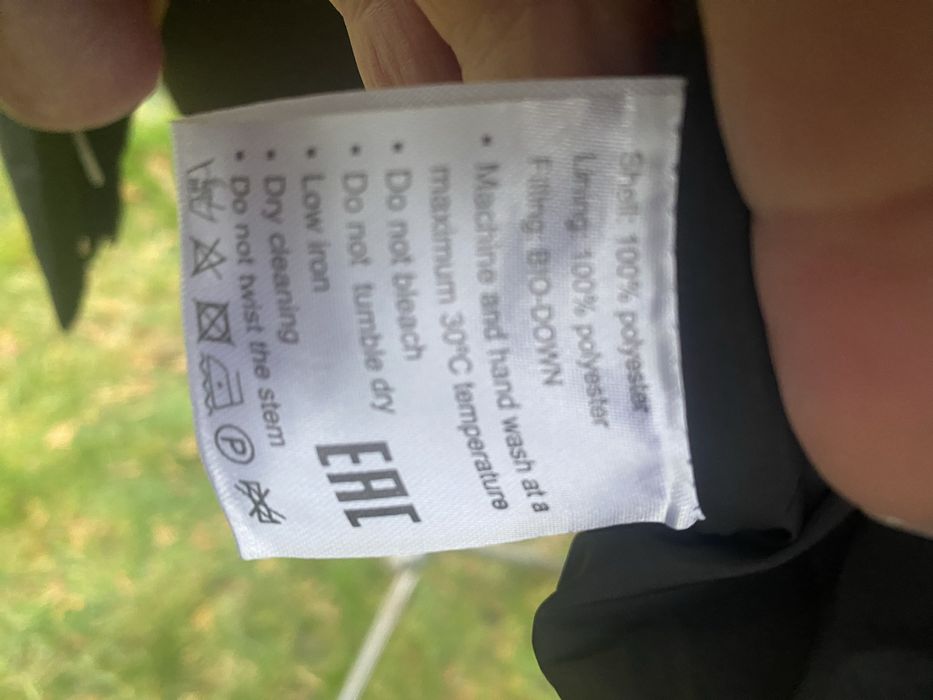 Shell: 100% polyester
Lining: 100% polyester
Filling: BIO-DOWN
• Machine and hand wash at a
maximum 30°C temperature
• Do not bleach
• Do not tumble dry
• Low iron
• Dry cleaning
• Do not twist the stem
EAC
P